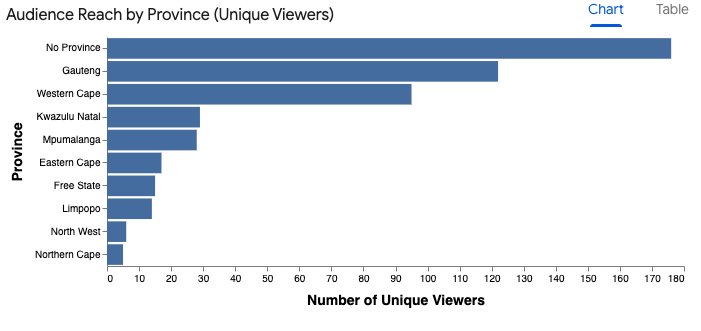 Audience Reach by Province (Unique Viewers)
Chart
Table
Province
No Province
Gauteng
Western Cape
Kwazulu Natal
Mpumalanga
Eastern Cape
Free State
Limpopo
North West
Northern Cape
0 10 20 30 40 50 60 70 80 90 100 110 120 130 140 150 160 170 180
Number of Unique Viewers